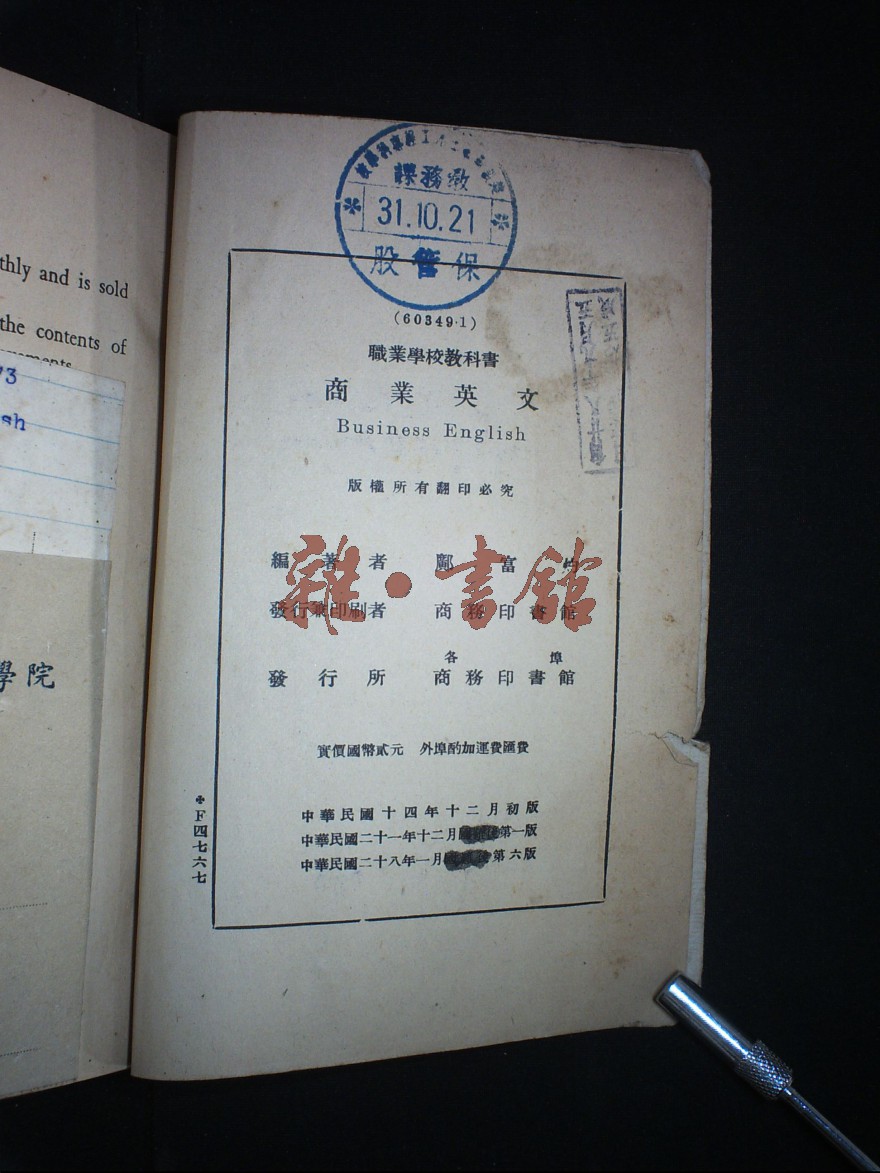 thly and is sold
the contents of
73
sh
學院
教務課
31.10.21
保管股
(60349·1)
職業學校教科書
商業英文
Business English
版權所有翻印必究
編著者 鄺富灼
發行兼印刷者 商務印書館
發行所 各埠 商務印書館
雜·書館
實價國幣貳元 外埠酌加運費匯費
中華民國十四年十二月初版
中華民國二十一年十二月 第一版
中華民國二十八年一月 第六版
*F四七六七